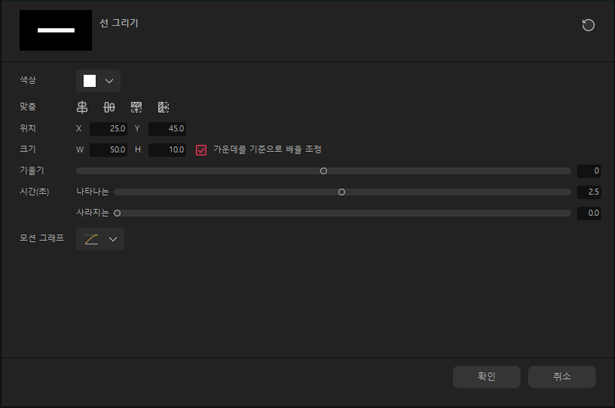 선 그리기
색상
맞춤
위치 X 25.0 Y 45.0
크기 W 50.0 H 10.0 가운데를 기준으로 배율 조정
기울기 0
시간(초) 나타나는 2.5
사라지는 0.0
모션 그래프
확인 취소